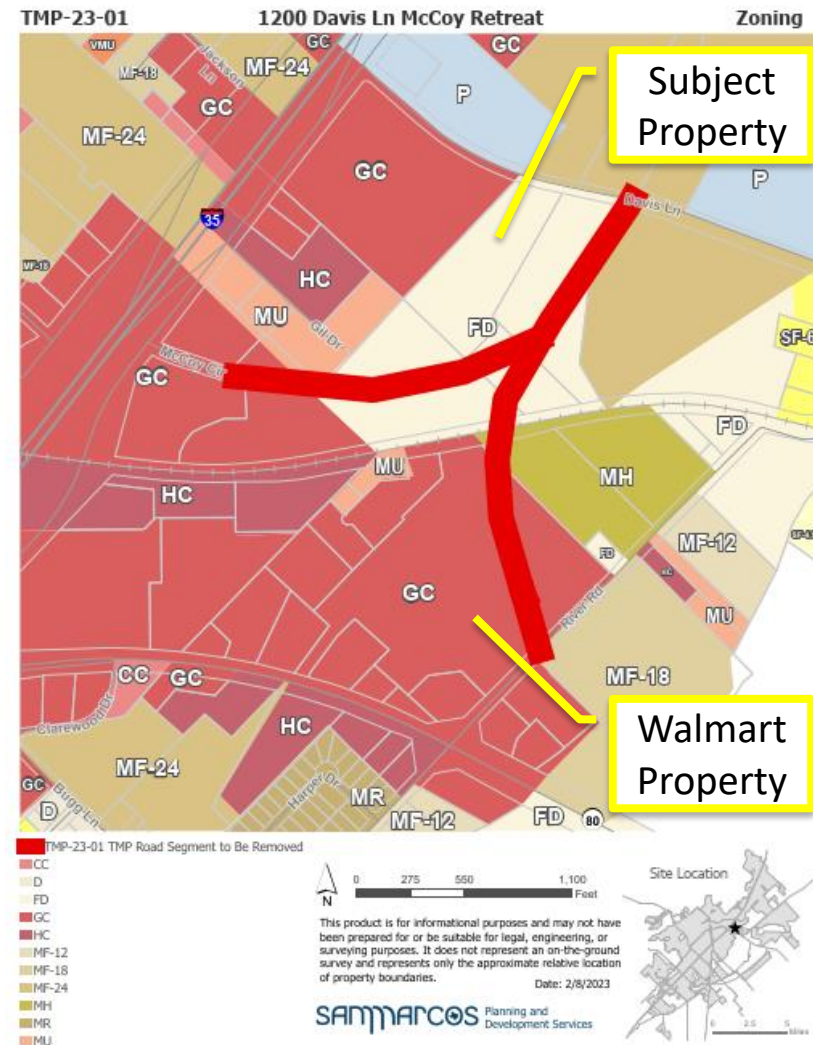 TMP-23-01 1200 Davis Ln McCoy Retreat Zoning
VMU
MF-18
Jackson Ln
MF-24
GC
GC
P
Subject
Property
GC
MF-24
GC
P
Davis Ln
35
MF-18
HC
MU
Gil Dr
FD
SF-6
McCoy Cir
GC
FD
MU
HC
MH
MF-12
FD
GC
River Rd
MU
CC
GC
MF-18
Clarewood Dr
HC
Walmart
Property
MF-24
Harper Dr
MR
GC
D
Bugg Ln
MF-12
FD
80
TMP-23-01 TMP Road Segment to Be Removed
CC
D
FD
GC
HC
MF-12
MF-18
MF-24
MH
MR
MU
N
0 275 550 1,100
Feet
This product is for informational purposes and may not have
been prepared for or be suitable for legal, engineering, or
surveying purposes. It does not represent an on-the-ground
survey and represents only the approximate relative location
of property boundaries.
Date: 2/8/2023
SANMARCOS Planning and
Development Services
Site Location
0 2.5 5
Miles